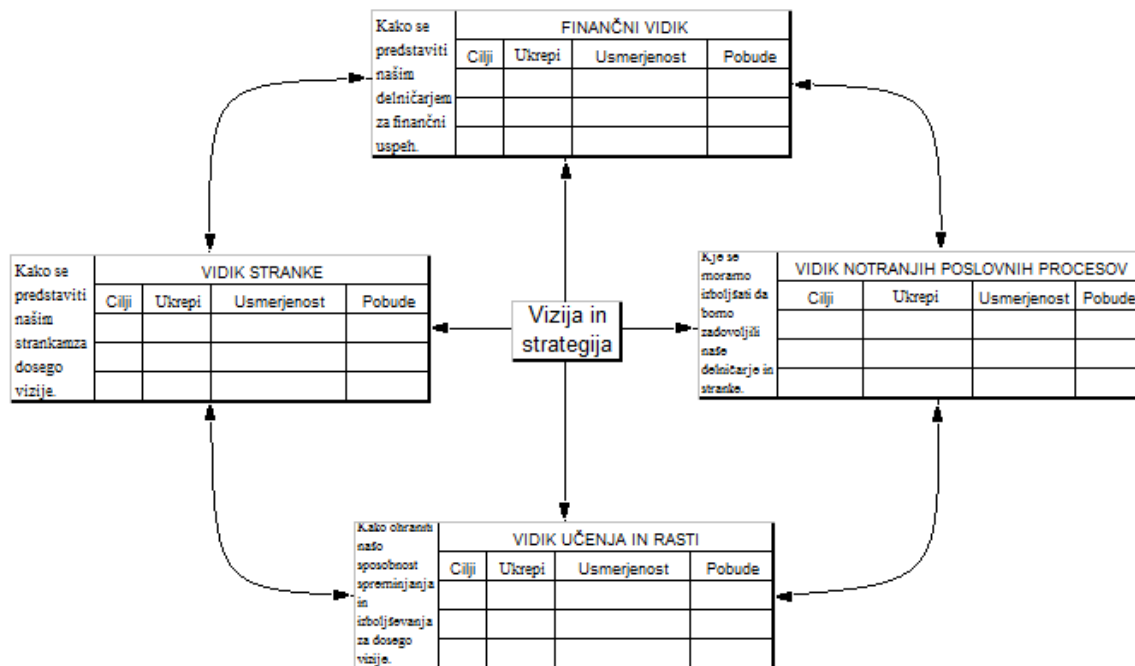 Kako se
predstaviti
našim
delničarjem
za finančni
uspeh.
FINANČNI VIDIK
Cilji Ukrepi Usmerjenost Pobude
Kako se
predstaviti
našim
strankamza
dosego
vizije.
VIDIK STRANKE
Cilji Ukrepi Usmerjenost Pobude
Vizija in
strategija
Kje se
moramo
izboljšati da
bomo
zadovoljili
naše
delničarje in
stranke.
VIDIK NOTRANJIH POSLOVNIH PROCESOV
Cilji Ukrepi Usmerjenost Pobude
Kako ohraniti
našo
sposobnost
spreminjanja
in
izboljševanja
za dosego
vizije.
VIDIK UČENJA IN RASTI
Cilji Ukrepi Usmerjenost Pobude